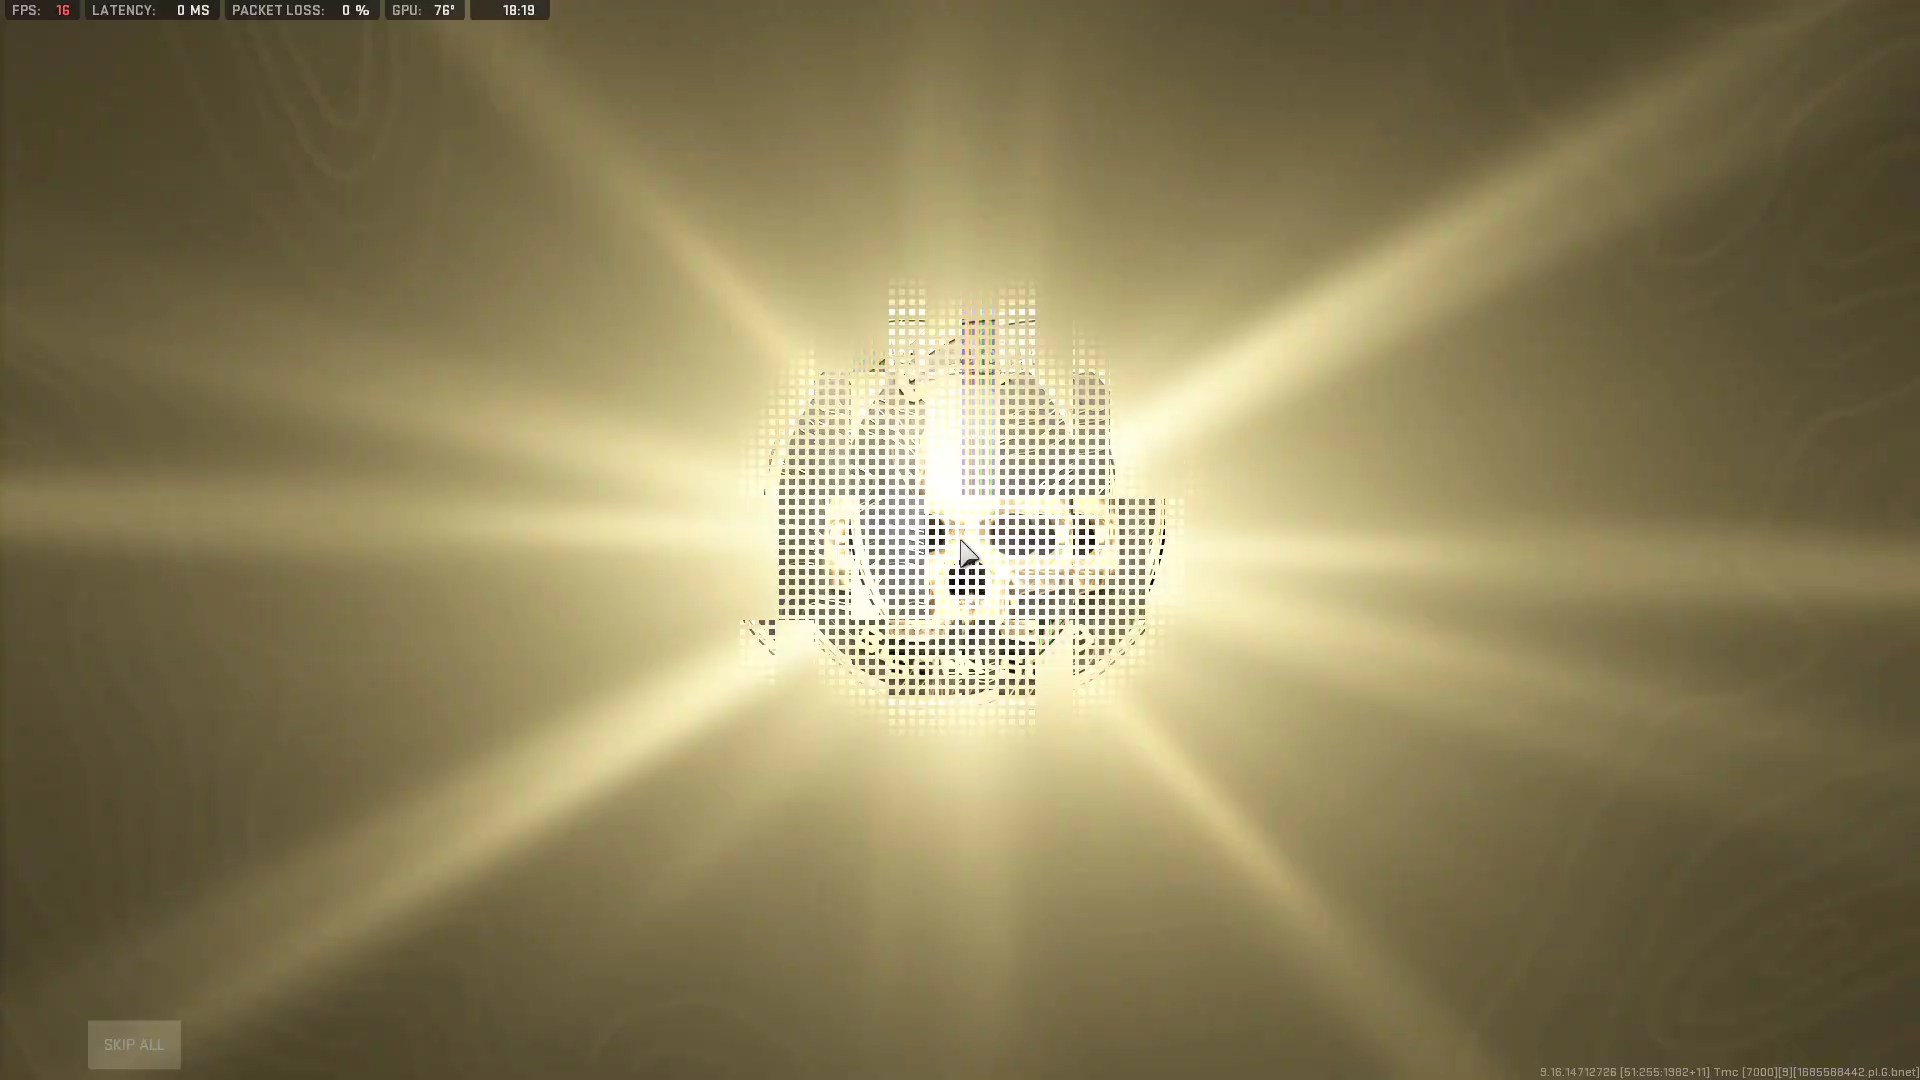 FPS: 16 LATENCY: 0 MS PACKET LOSS: 0 % GPU: 76° 18:19
SKIP ALL
9.16.14712726 [51:255:1982+11] Tmc [7000][9][1685588442.pl.G.bnet]